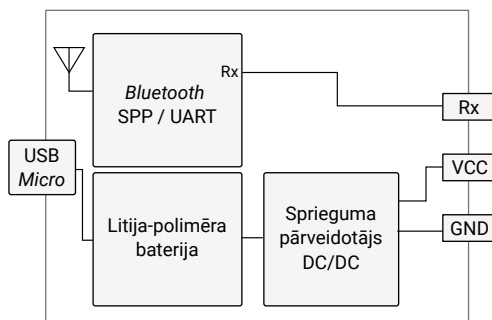 Bluetooth
SPP / UART
Rx
Rx
USB
Micro
VCC
Litija-polimēra
baterija
Sprieguma
pārveidotājs
DC/DC
GND